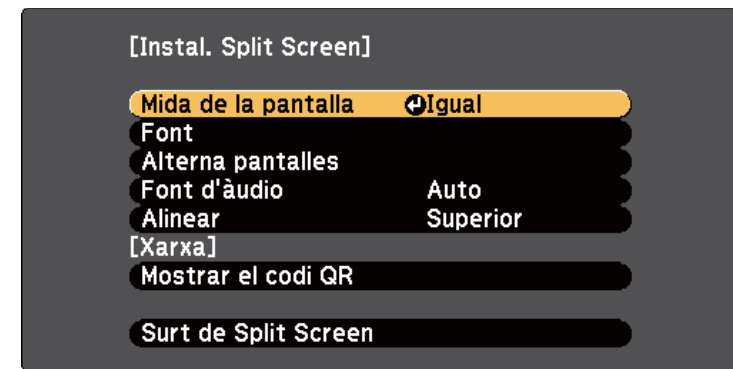 [Instal. Split Screen]
Mida de la pantalla Igual
Font
Alterna pantalles
Font d'àudio Auto
Alinear Superior
[Xarxa]
Mostrar el codi QR
Surt de Split Screen